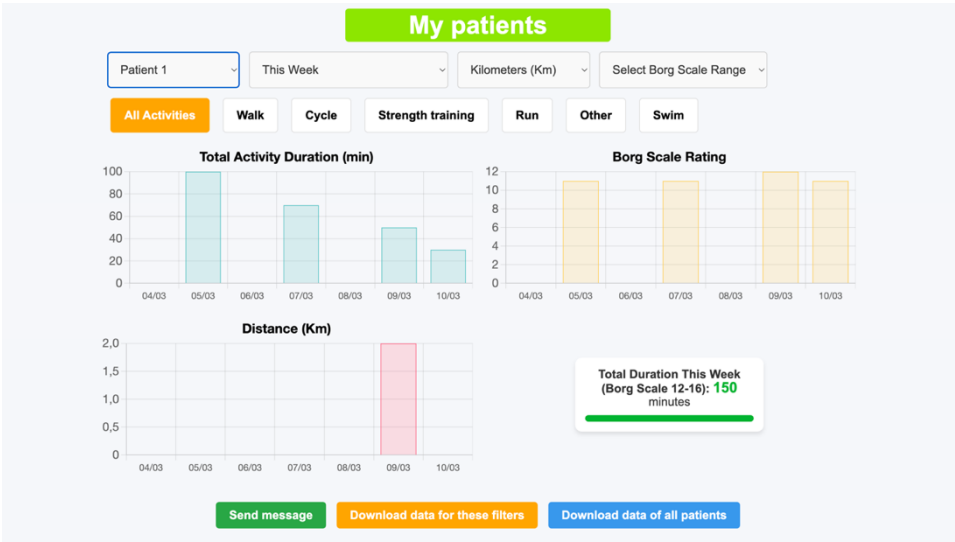 My patients
Patient 1
This Week
Kilometers (Km)
Select Borg Scale Range
All Activities
Walk
Cycle
Strength training
Run
Other
Swim
Total Activity Duration (min)
100
80
60
40
20
0
04/03 05/03 06/03 07/03 08/03 09/03 10/03
Borg Scale Rating
12
10
8
6
4
2
0
04/03 05/03 06/03 07/03 08/03 09/03 10/03
Distance (Km)
2,0
1,5
1,0
0,5
0
04/03 05/03 06/03 07/03 08/03 09/03 10/03
Total Duration This Week
(Borg Scale 12-16): 150
minutes
Send message
Download data for these filters
Download data of all patients